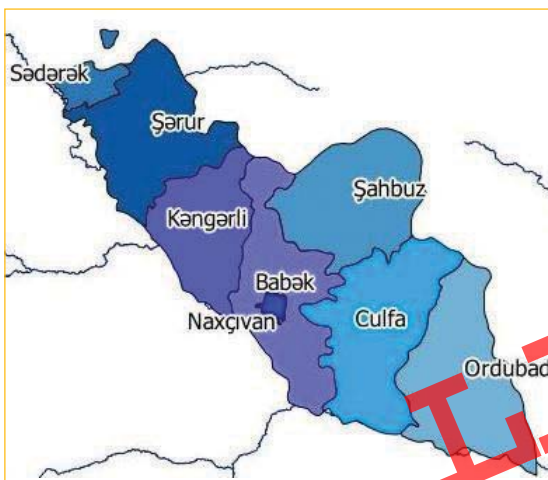 Sədərək
Şərur
Şahbuz
Kəngərli
Babək
Naxçıvan
Culfa
Ordubad